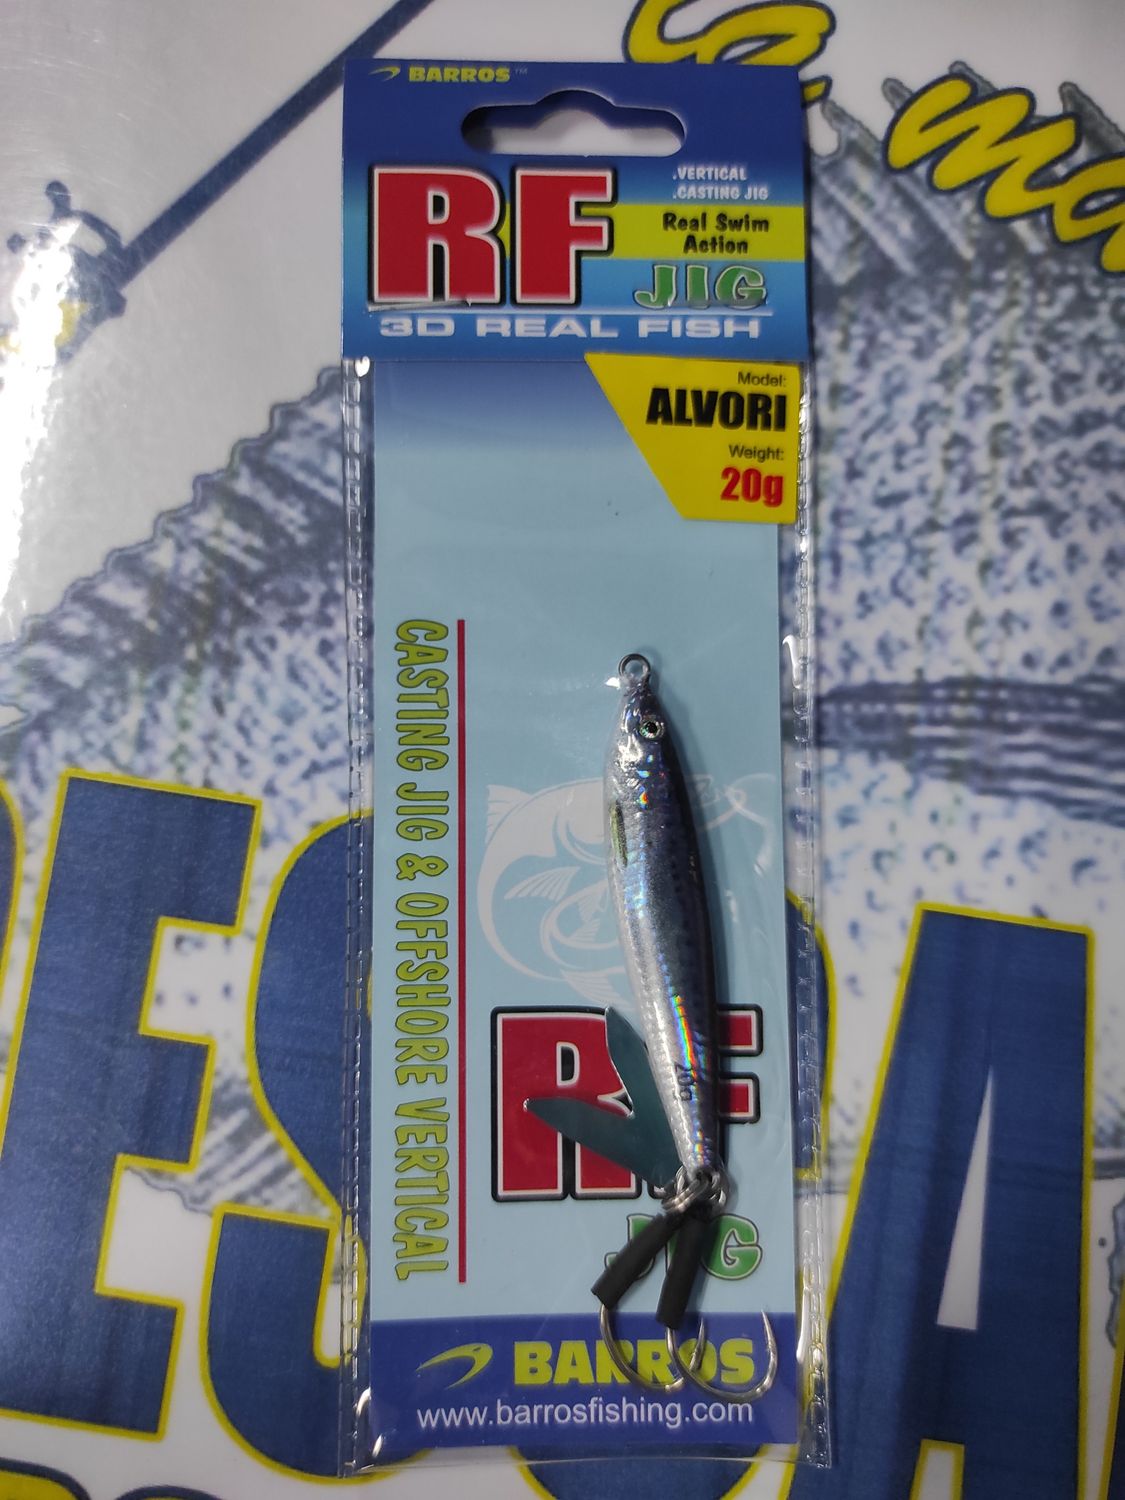 BARROS™
RF
.VERTICAL
.CASTING JIG
Real Swim
Action
JIG
3D REAL FISH
Model:
ALVORI
Weight:
20g
CASTING JIG & OFFSHORE VERTICAL
20g
RF
JIG
BARROS
www.barrosfishing.com